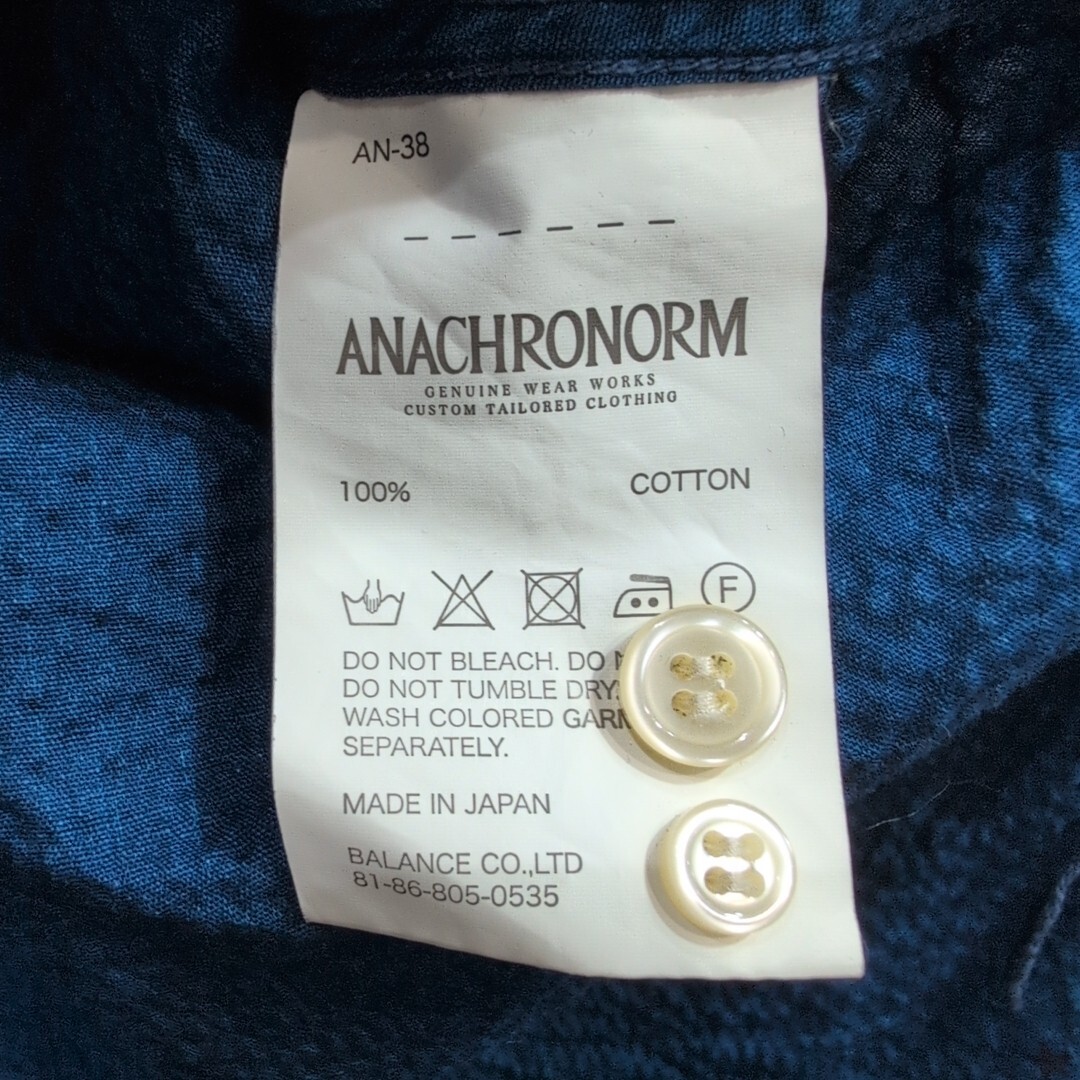 AN-38
ANACHRONORM
GENUINE WEAR WORKS
CUSTOM TAILORED CLOTHING
100% COTTON
F
DO NOT BLEACH. DO
DO NOT TUMBLE DRY.
WASH COLORED
SEPARATELY.
MADE IN JAPAN
BALANCE CO.,LTD
81-86-805-0535